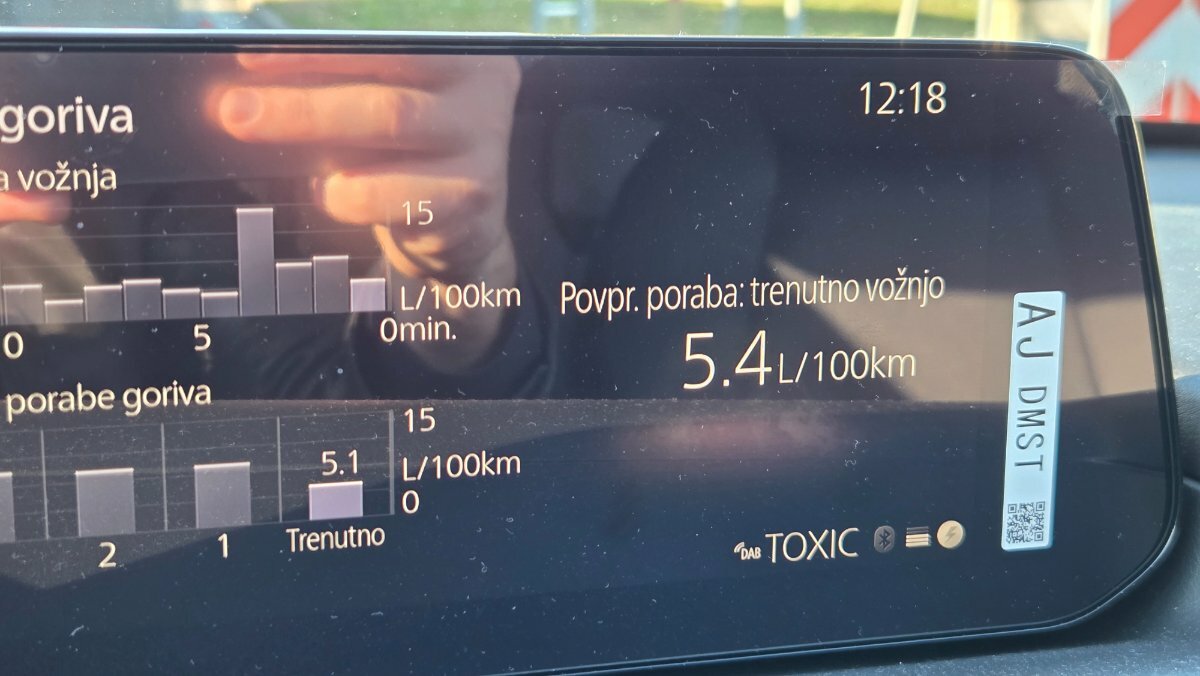 12:18
goriva
a vožnja
15
L/100km
0 5 0min.
Povpr. poraba: trenutno vožnjo
5.4 L/100km
porabe goriva
15
5.1
L/100km
0
2 1 Trenutno
DAB TOXIC
AJ DMST